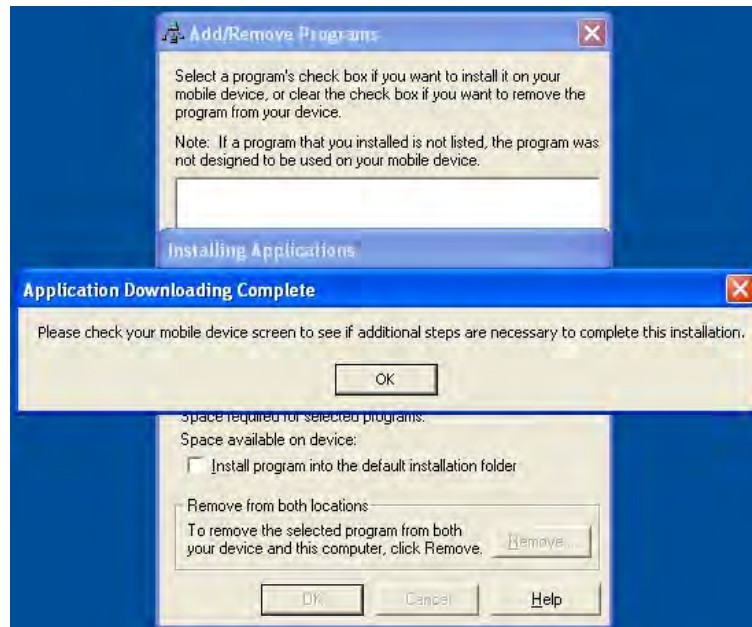 Add/Remove Programs
Select a program's check box if you want to install it on your
mobile device, or clear the check box if you want to remove the
program from your device.
Note: If a program that you installed is not listed, the program was
not designed to be used on your mobile device.
Installing Applications
Application Downloading Complete
Please check your mobile device screen to see if additional steps are necessary to complete this installation.
OK
Space required for selected programs:
Space available on device:
Install program into the default installation folder
Remove from both locations
To remove the selected program from both
your device and this computer, click Remove.
Remove...
OK
Cancel
Help